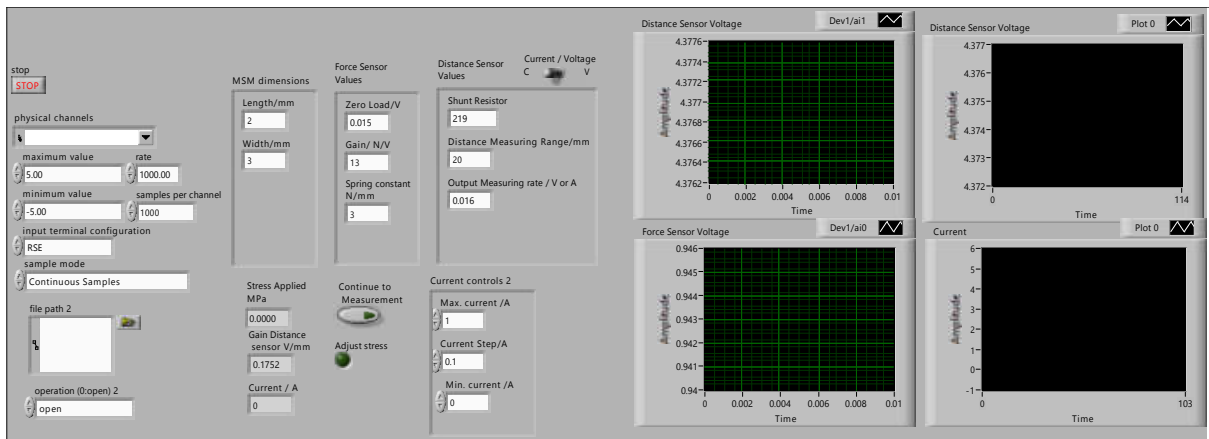 stop
STOP
physical channels
maximum value
5.00
rate
1000.00
minimum value
-5.00
samples per channel
1000
input terminal configuration
RSE
sample mode
Continuous Samples
file path 2
operation (0:open) 2
open
MSM dimensions
Length/mm
2
Width/mm
3
Force Sensor
Values
Zero Load/V
0.015
Gain/ N/V
13
Spring constant
N/mm
3
Distance Sensor
Values
Current / Voltage
C V
Shunt Resistor
219
Distance Measuring Range/mm
20
Output Measuring rate / V or A
0.016
Stress Applied
MPa
0.0000
Gain Distance
sensor V/mm
0.1752
Current / A
0
Continue to
Measurement
Adjust stress
Current controls 2
Max. current /A
1
Current Step/A
0.1
Min. current /A
0
Distance Sensor Voltage
Dev1/ai1
Amplitude
4.3776
4.3774
4.3772
4.377
4.3768
4.3766
4.3764
4.3762
0 0.002 0.004 0.006 0.008 0.01
Time
Distance Sensor Voltage
Plot 0
Amplitude
4.377
4.376
4.375
4.374
4.373
4.372
0 114
Time
Force Sensor Voltage
Dev1/ai0
Amplitude
0.946
0.945
0.944
0.943
0.942
0.941
0.94
0 0.002 0.004 0.006 0.008 0.01
Time
Current
Plot 0
Amplitude
6
5
4
3
2
1
0
-1
0 103
Time